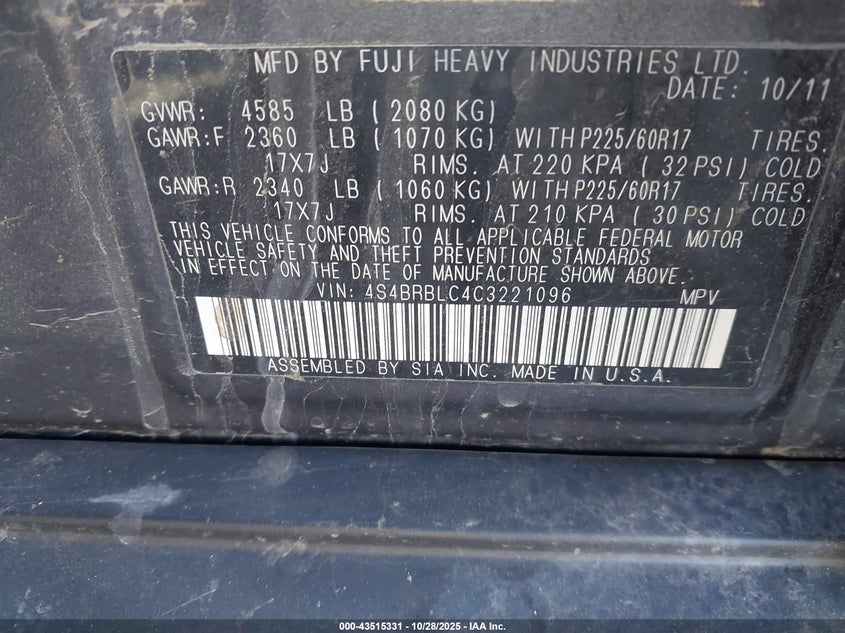 MFD BY FUJI HEAVY INDUSTRIES LTD.
DATE: 10/11
GVWR: 4585 LB (2080 KG)
GAWR:F 2360 LB (1070 KG) WITH P225/60R17 TIRES.
17X7J RIMS. AT 220 KPA (32 PSI) COLD
GAWR:R 2340 LB (1060 KG) WITH P225/60R17 TIRES.
17X7J RIMS. AT 210 KPA (30 PSI) COLD
THIS VEHICLE CONFORMS TO ALL APPLICABLE FEDERAL MOTOR
VEHICLE SAFETY AND THEFT PREVENTION STANDARDS
IN EFFECT ON THE DATE OF MANUFACTURE SHOWN ABOVE.
VIN: 4S4BRBLC4C3221096 MPV
ASSEMBLED BY SIA INC. MADE IN U.S.A.
000-43515331 - 10/28/2025 - IAA Inc.